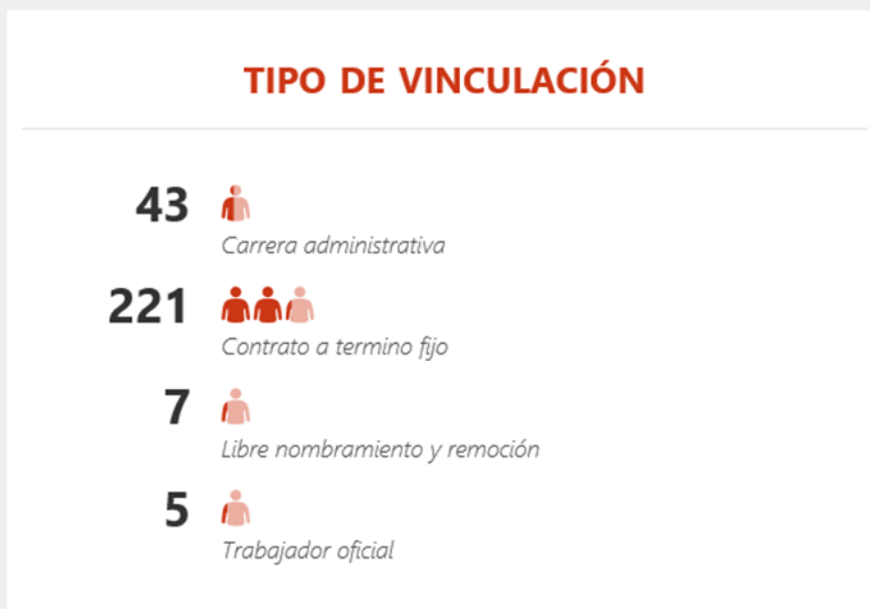 TIPO DE VINCULACIÓN
43
Carrera administrativa
221
Contrato a termino fijo
7
Libre nombramiento y remoción
5
Trabajador oficial